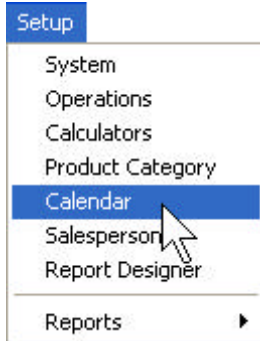 Setup
System
Operations
Calculators
Product Category
Calendar
Salesperson
Report Designer
Reports